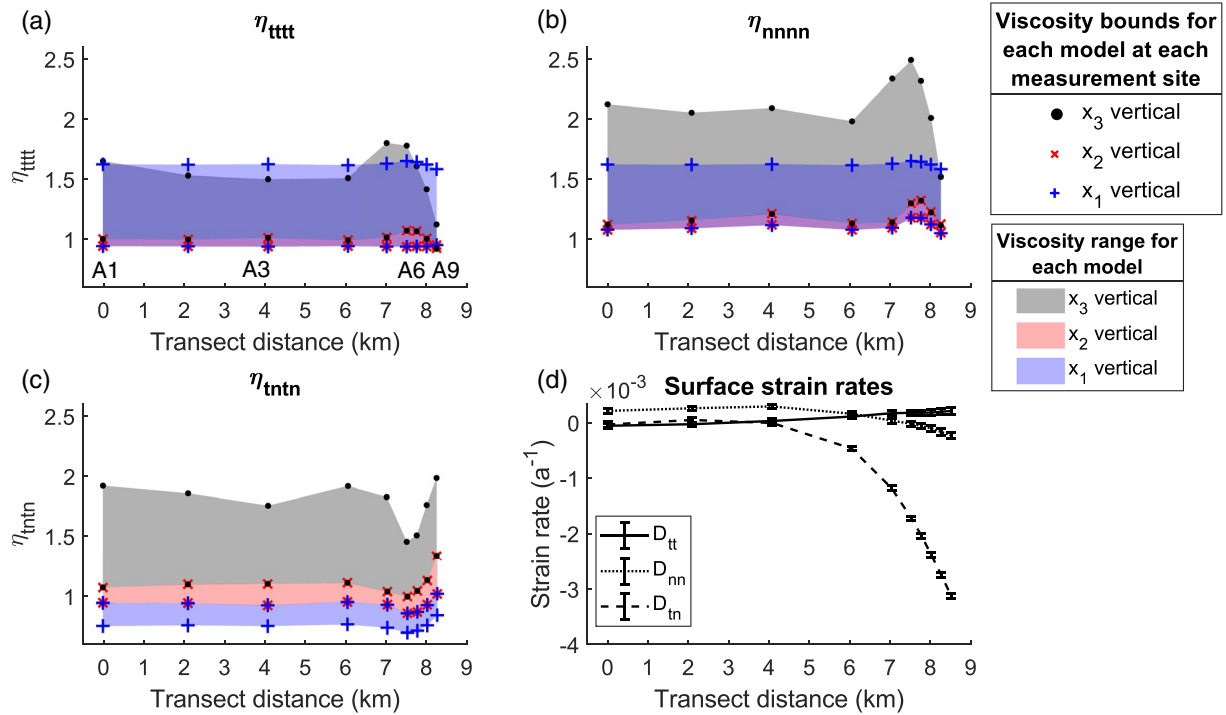 (a)
η_tttt
η_tttt
2.5
2
1.5
1
A1
A3
A6
A9
0 1 2 3 4 5 6 7 8 9
Transect distance (km)
(b)
η_nnnn
2.5
2
1.5
1
0 1 2 3 4 5 6 7 8 9
Transect distance (km)
Viscosity bounds for
each model at each
measurement site
x_3 vertical
x_2 vertical
x_1 vertical
Viscosity range for
each model
x_3 vertical
x_2 vertical
x_1 vertical
(c)
η_tntn
η_tntn
2.5
2
1.5
1
0 1 2 3 4 5 6 7 8 9
Transect distance (km)
(d)
×10^-3
Surface strain rates
Strain rate (a^-1)
0
-1
-2
-3
-4
D_tt
D_nn
D_tn
0 1 2 3 4 5 6 7 8 9
Transect distance (km)